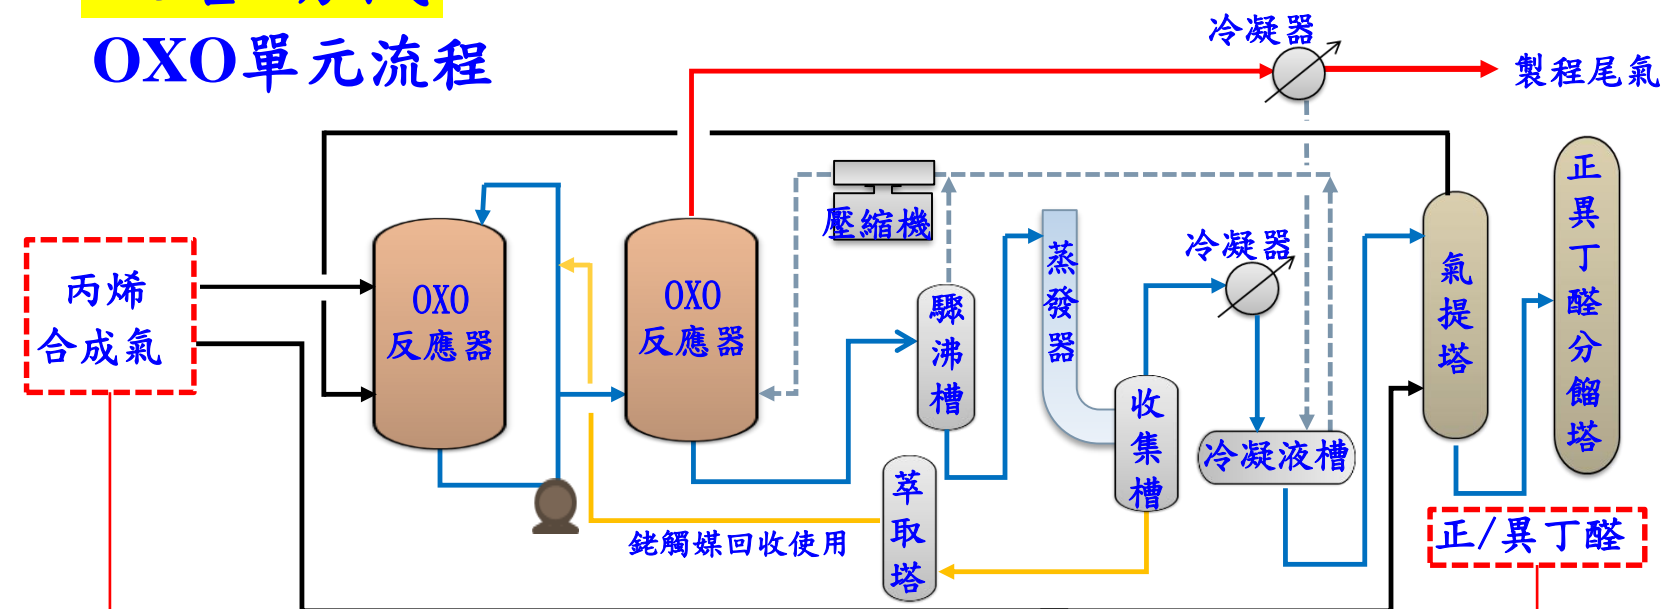 OXO單元流程
冷凝器
製程尾氣
丙烯
合成氣
OXO
反應器
OXO
反應器
壓縮機
驟沸槽
蒸發器
冷凝器
收集槽
冷凝液槽
氣提塔
正異丁醛分餾塔
萃取塔
銠觸媒回收使用
正/異丁醛